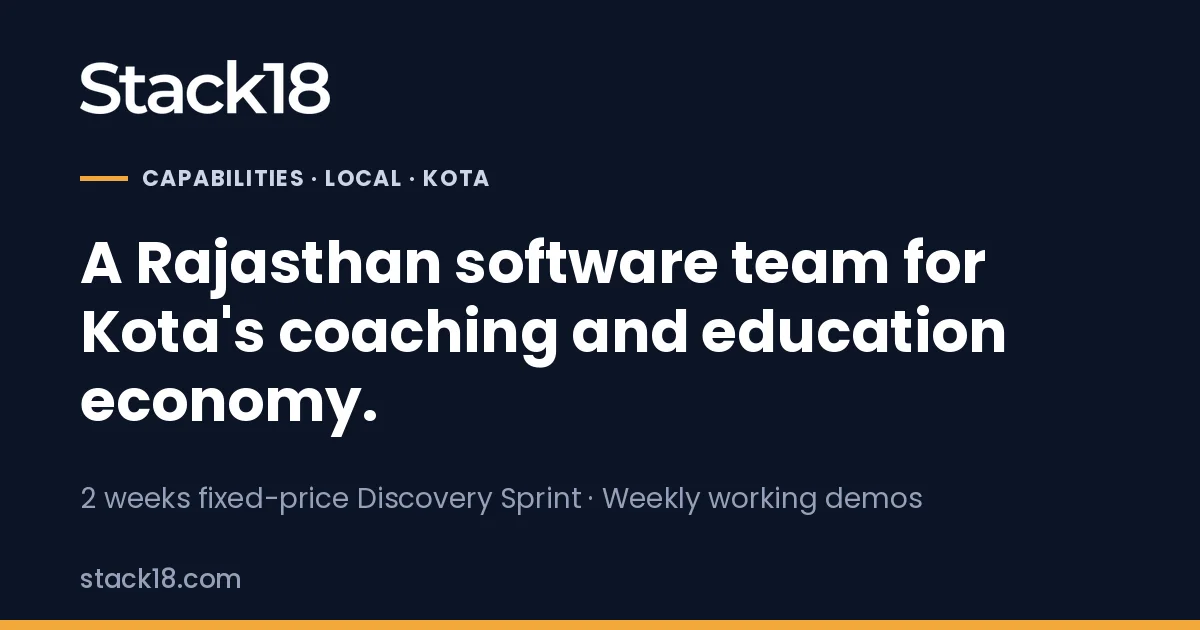 Stack18
CAPABILITIES · LOCAL · KOTA
A Rajasthan software team for
Kota's coaching and education
economy.
2 weeks fixed-price Discovery Sprint · Weekly working demos
stack18.com